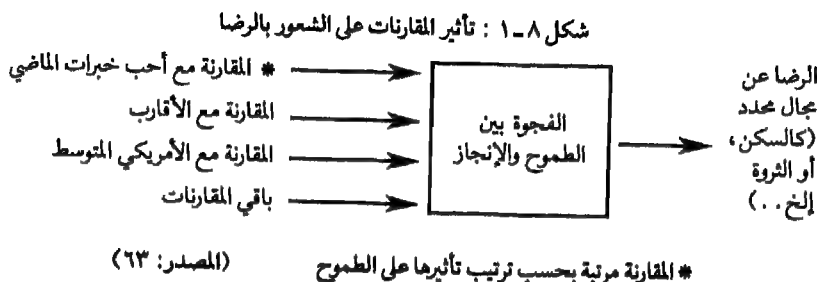 شكل ٨ـ١ : تأثير المقارنات على الشعور بالرضا
* المقارنة مع أحب خبرات الماضي
المقارنة مع الأقارب
المقارنة مع الأمريكي المتوسط
باقي المقارنات
الفجوة بين
الطموح والإنجاز
الرضا عن
مجال محدد
(كالسكن،
أو الثروة
إلخ . .)
* المقارنة مرتبة بحسب ترتيب تأثيرها على الطموح
(المصدر: ٦٣)